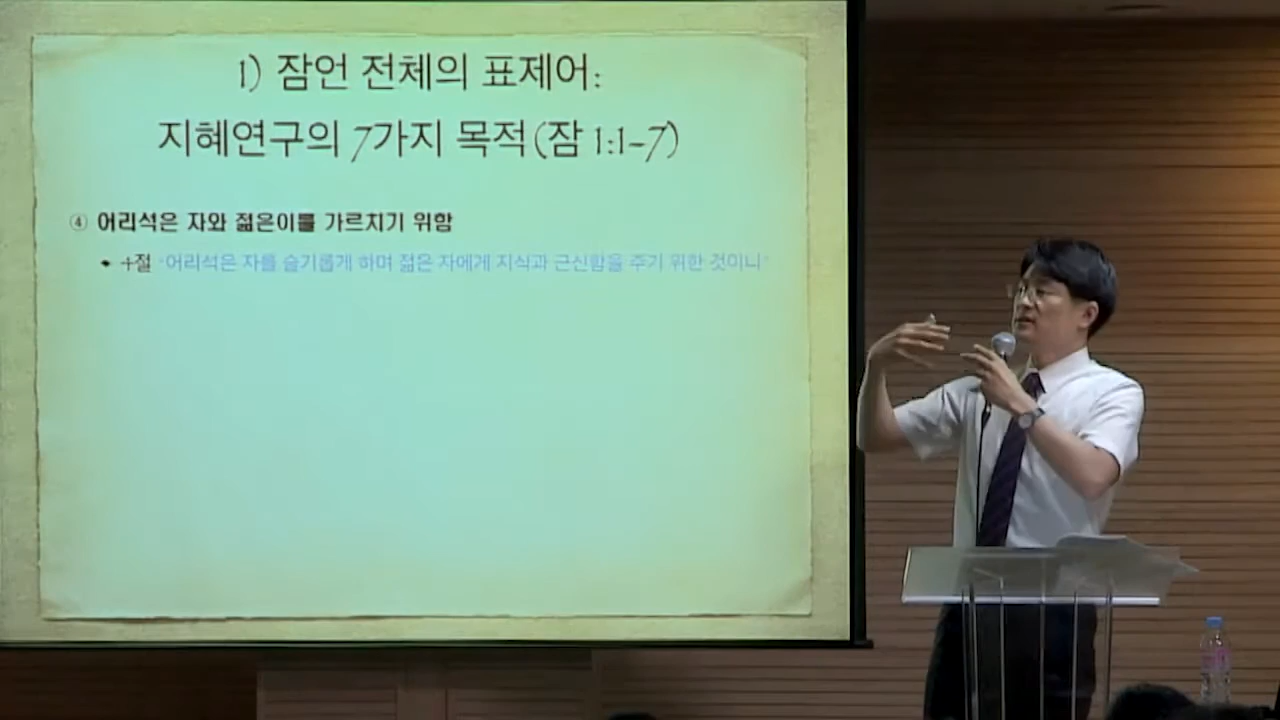 1) 잠언 전체의 표제어:
지혜연구의 7가지 목적(잠 1:1-7)
④ 어리석은 자와 젊은이를 가르치기 위함
4절 "어리석은 자를 슬기롭게 하며 젊은 자에게 지식과 근신함을 주기 위한 것이니"